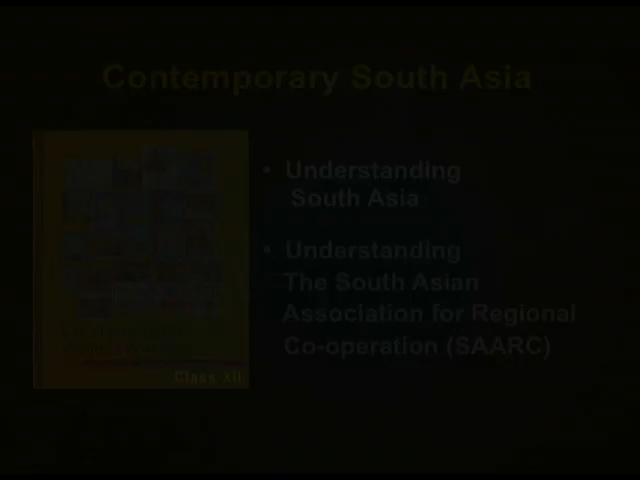 Contemporary South Asia
• Understanding
South Asia
• Understanding
The South Asian
Association for Regional
Co-operation (SAARC)
Class XII